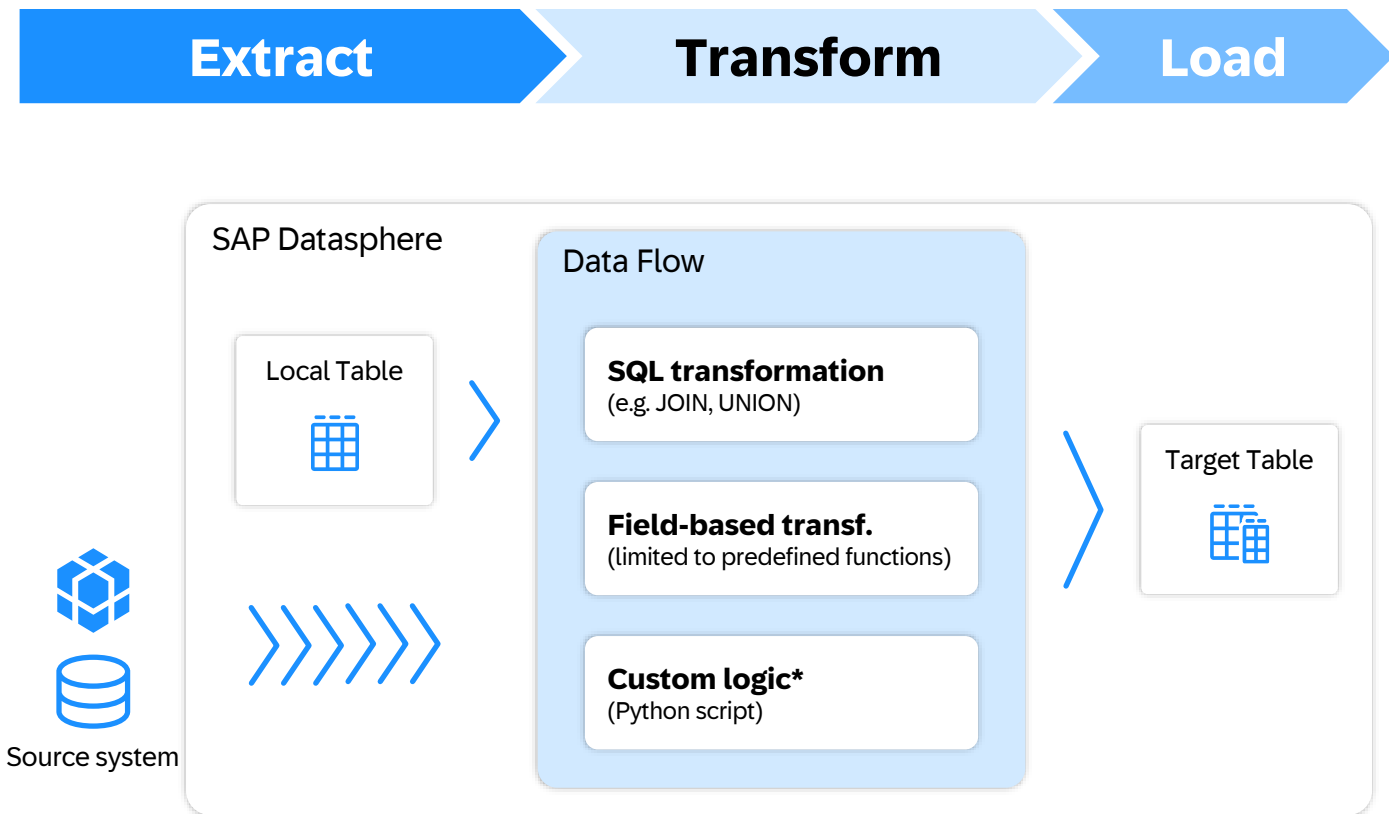 Extract
Transform
Load
SAP Datasphere
Data Flow
Local Table
SQL transformation
(e.g. JOIN, UNION)
Field-based transf.
(limited to predefined functions)
Custom logic*
(Python script)
Target Table
Source system